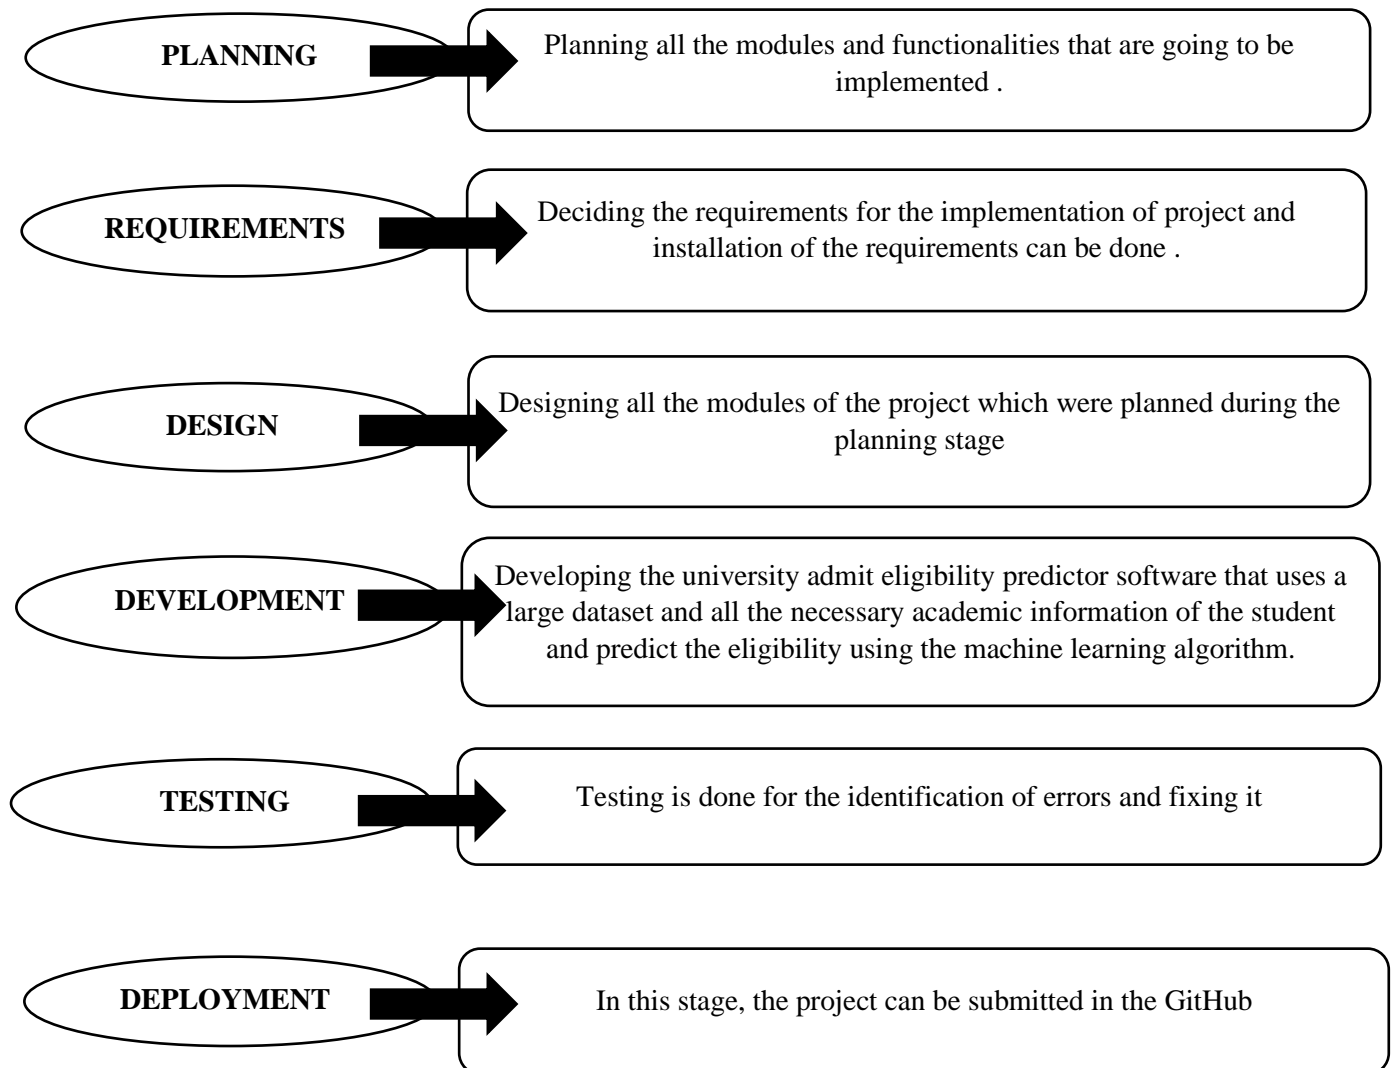 PLANNING
Planning all the modules and functionalities that are going to be
implemented .
REQUIREMENTS
Deciding the requirements for the implementation of project and
installation of the requirements can be done .
DESIGN
Designing all the modules of the project which were planned during the
planning stage
DEVELOPMENT
Developing the university admit eligibility predictor software that uses a
large dataset and all the necessary academic information of the student
and predict the eligibility using the machine learning algorithm.
TESTING
Testing is done for the identification of errors and fixing it
DEPLOYMENT
In this stage, the project can be submitted in the GitHub